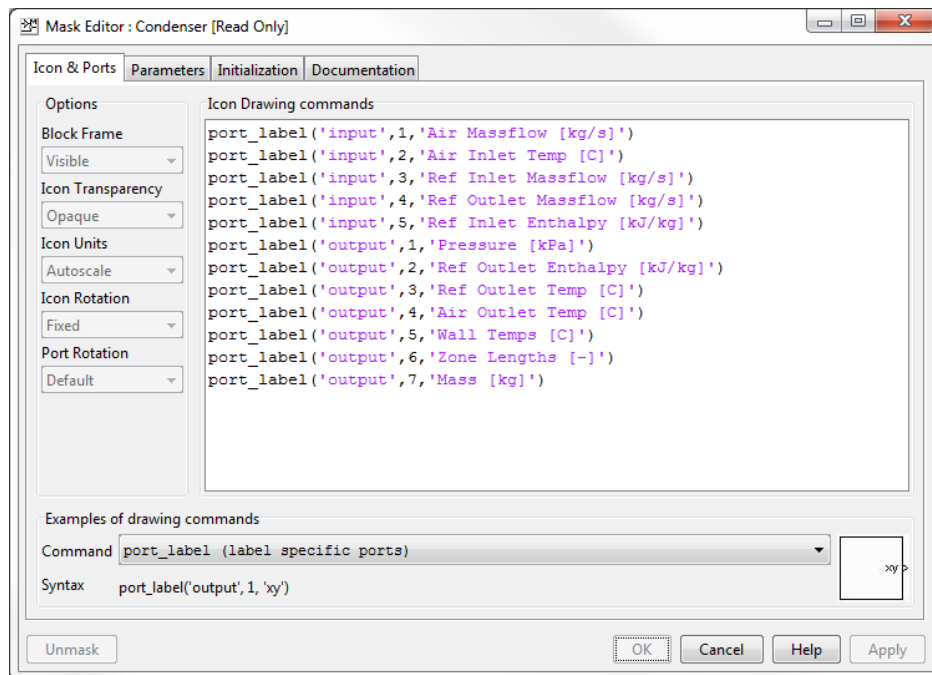 Mask Editor : Condenser [Read Only]
Icon & Ports Parameters Initialization Documentation
Options
Block Frame
Visible
Icon Transparency
Opaque
Icon Units
Autoscale
Icon Rotation
Fixed
Port Rotation
Default
Icon Drawing commands
port_label('input',1,'Air Massflow [kg/s]')
port_label('input',2,'Air Inlet Temp [C]')
port_label('input',3,'Ref Inlet Massflow [kg/s]')
port_label('input',4,'Ref Outlet Massflow [kg/s]')
port_label('input',5,'Ref Inlet Enthalpy [kJ/kg]')
port_label('output',1,'Pressure [kPa]')
port_label('output',2,'Ref Outlet Enthalpy [kJ/kg]')
port_label('output',3,'Ref Outlet Temp [C]')
port_label('output',4,'Air Outlet Temp [C]')
port_label('output',5,'Wall Temps [C]')
port_label('output',6,'Zone Lengths [-]')
port_label('output',7,'Mass [kg]')
Examples of drawing commands
Command port_label (label specific ports)
Syntax port_label('output', 1, 'xy')
xy
Unmask OK Cancel Help Apply